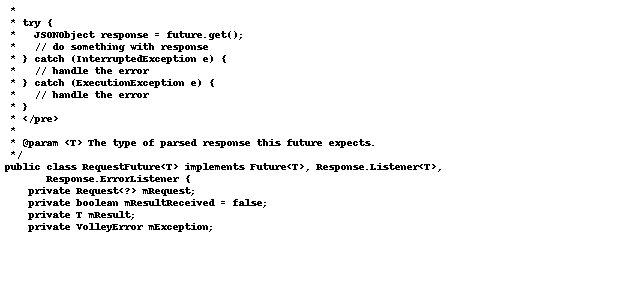 *
* try {
*   JSONObject response = future.get();
*   // do something with response
* } catch (InterruptedException e) {
*   // handle the error
* } catch (ExecutionException e) {
*   // handle the error
* }
* </pre>
*
* @param <T> The type of parsed response this future expects.
*/
public class RequestFuture<T> implements Future<T>, Response.Listener<T>,
       Response.ErrorListener {
    private Request<?> mRequest;
    private boolean mResultReceived = false;
    private T mResult;
    private VolleyError mException;